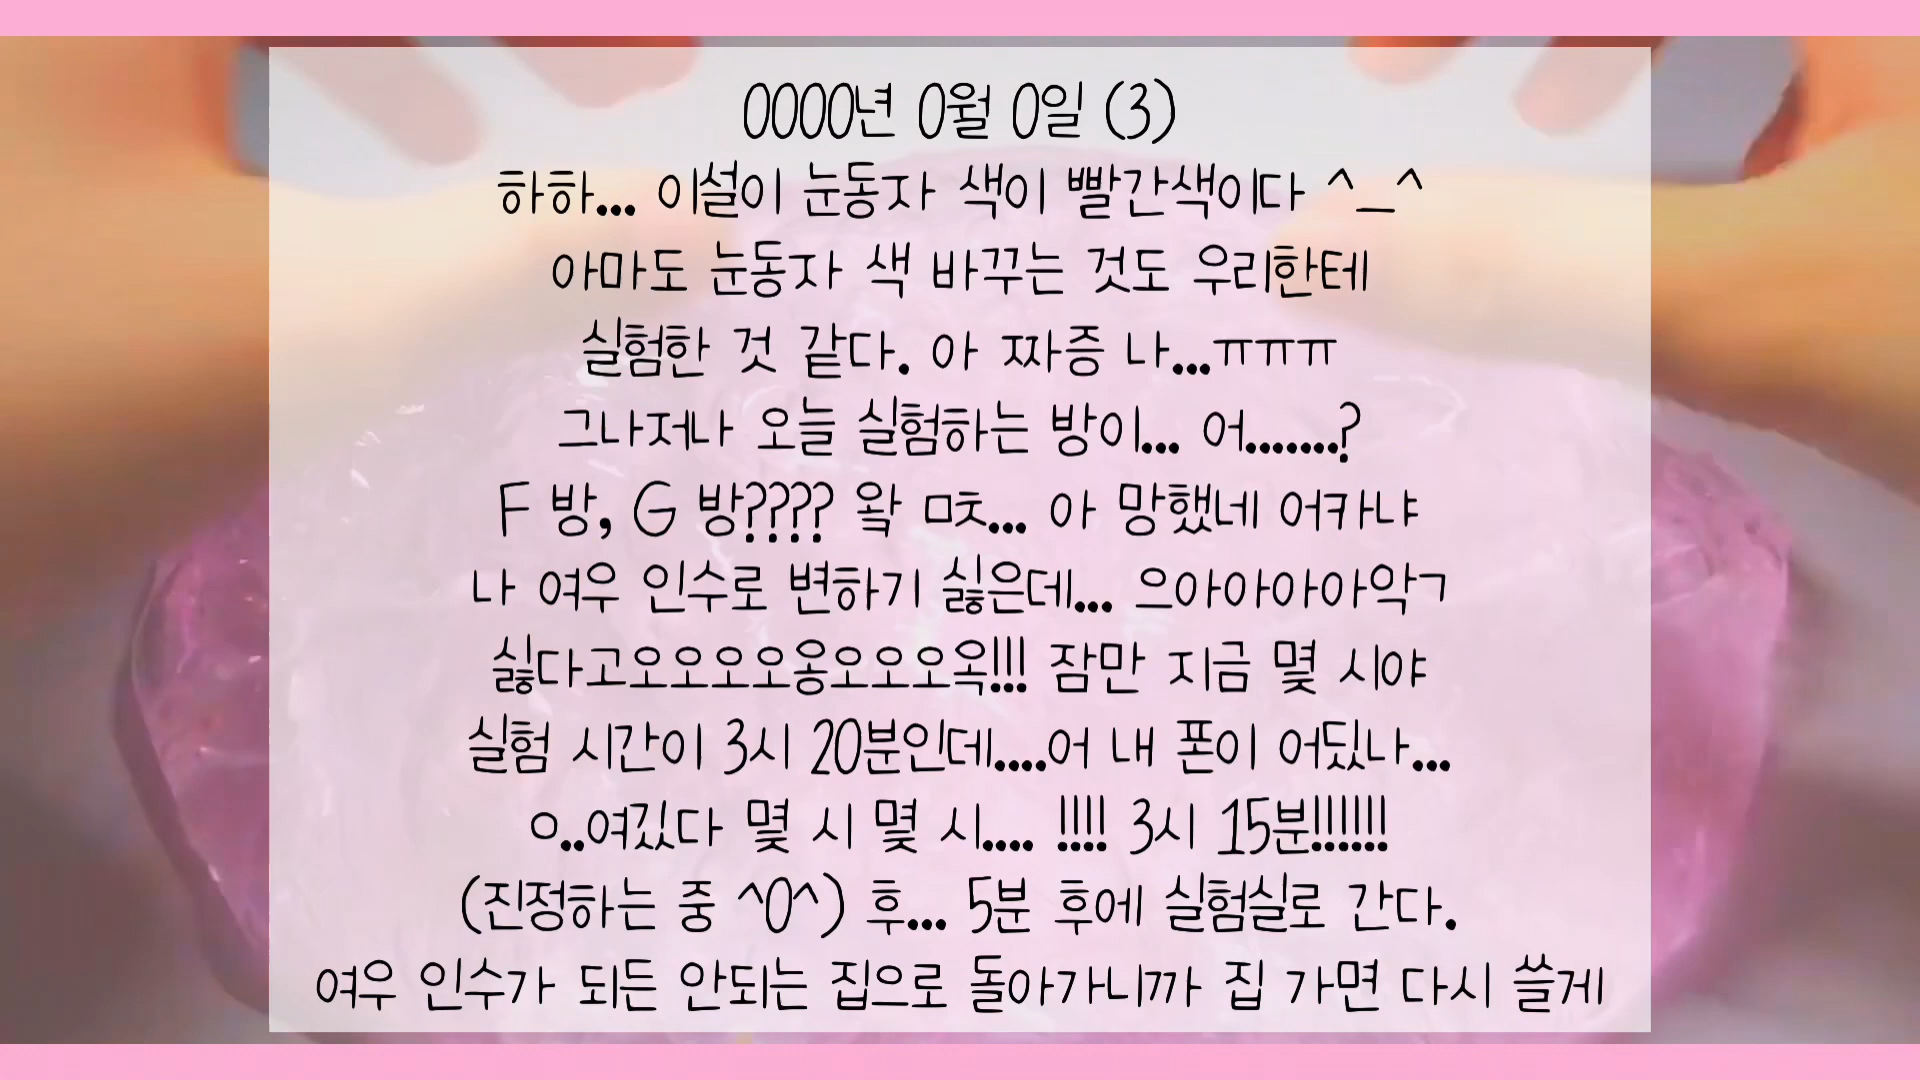 0000년 0월 0일 (3)
하하... 이설이 눈동자 색이 빨간색이다 ^_^
아마도 눈동자 색 바꾸는 것도 우리한테
실험한 것 같다. 아 짜증 나...ㅠㅠㅠ
그나저나 오늘 실험하는 방이... 어.......?
F 방, G 방???? 왘 ㅁ츠... 아 망했네 어카냐
나 여우 인수로 변하기 싫은데... 으아아아아악ㄱ
싫다고오오오오옹오오오옥!!! 잠만 지금 몇 시야
실험 시간이 3시 20분인데....어 내 폰이 어딨나...
ㅇ..여깄다 몇 시 몇 시.... !!!! 3시 15분!!!!!!
(진정하는 중 ^0^) 후... 5분 후에 실험실로 간다.
여우 인수가 되든 안되는 집으로 돌아가니까 집 가면 다시 쓸게